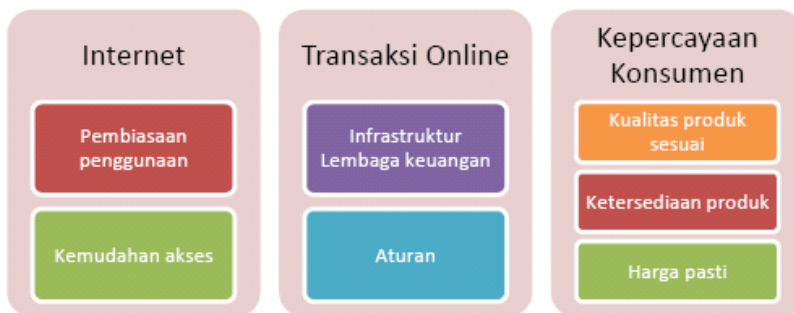 Internet
Pembiasaan
penggunaan
Kemudahan akses
Transaksi Online
Infrastruktur
Lembaga keuangan
Aturan
Kepercayaan
Konsumen
Kualitas produk
sesuai
Ketersediaan produk
Harga pasti